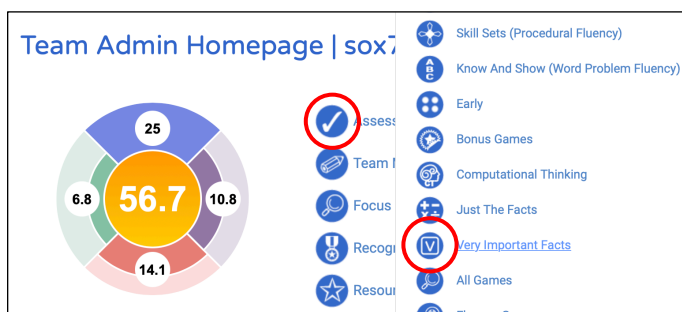 Team Admin Homepage | sox7
25
6.8
56.7
10.8
14.1
Assess
Team
Focus
Recog
Resour
Skill Sets (Procedural Fluency)
A
B
C
Know And Show (Word Problem Fluency)
Early
Bonus Games
CT
Computational Thinking
Just The Facts
V
Very Important Facts
All Games